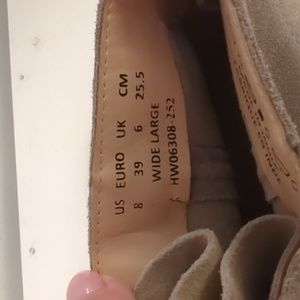 US EURO UK CM
8 39 6 25.5
WIDE LARGE
HW06308-252